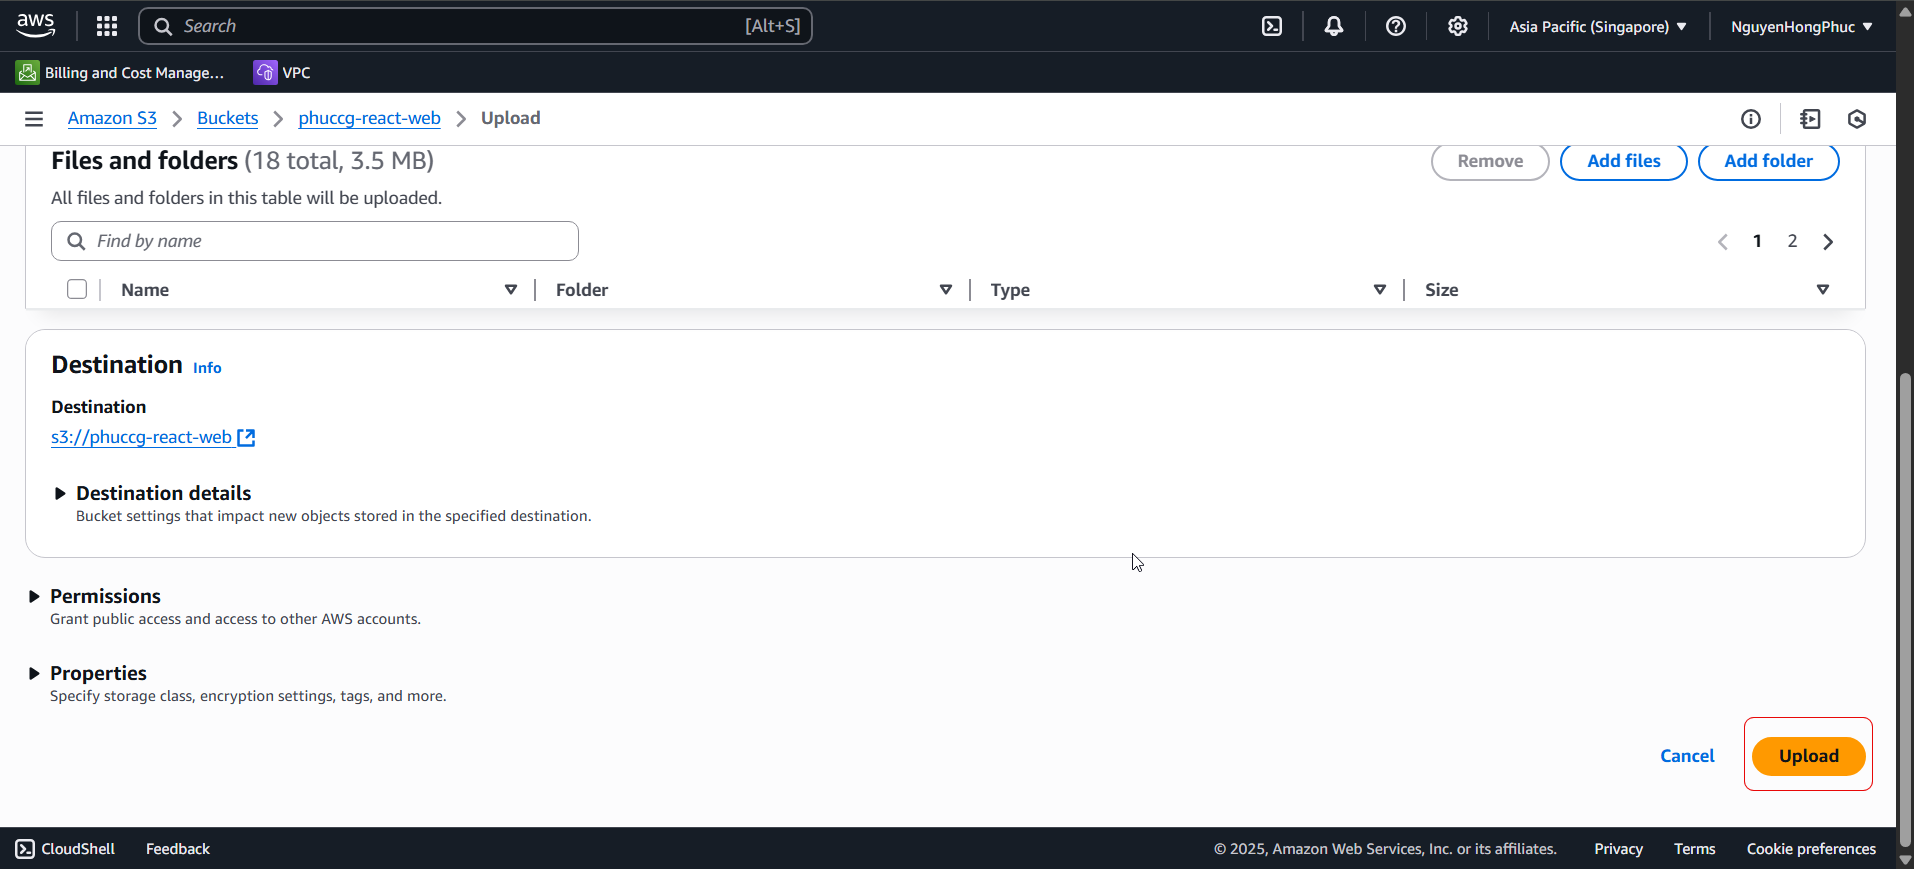 aws
Search [Alt+S]
Asia Pacific (Singapore)
NguyenHongPhuc
Billing and Cost Manage...
VPC
Amazon S3
Buckets
phuccg-react-web
Upload
Files and folders (18 total, 3.5 MB)
Remove
Add files
Add folder
All files and folders in this table will be uploaded.
Find by name
1 2
Name Folder Type Size
Destination Info
Destination
s3://phuccg-react-web
Destination details
Bucket settings that impact new objects stored in the specified destination.
Permissions
Grant public access and access to other AWS accounts.
Properties
Specify storage class, encryption settings, tags, and more.
Cancel
Upload
CloudShell
Feedback
© 2025, Amazon Web Services, Inc. or its affiliates.
Privacy
Terms
Cookie preferences